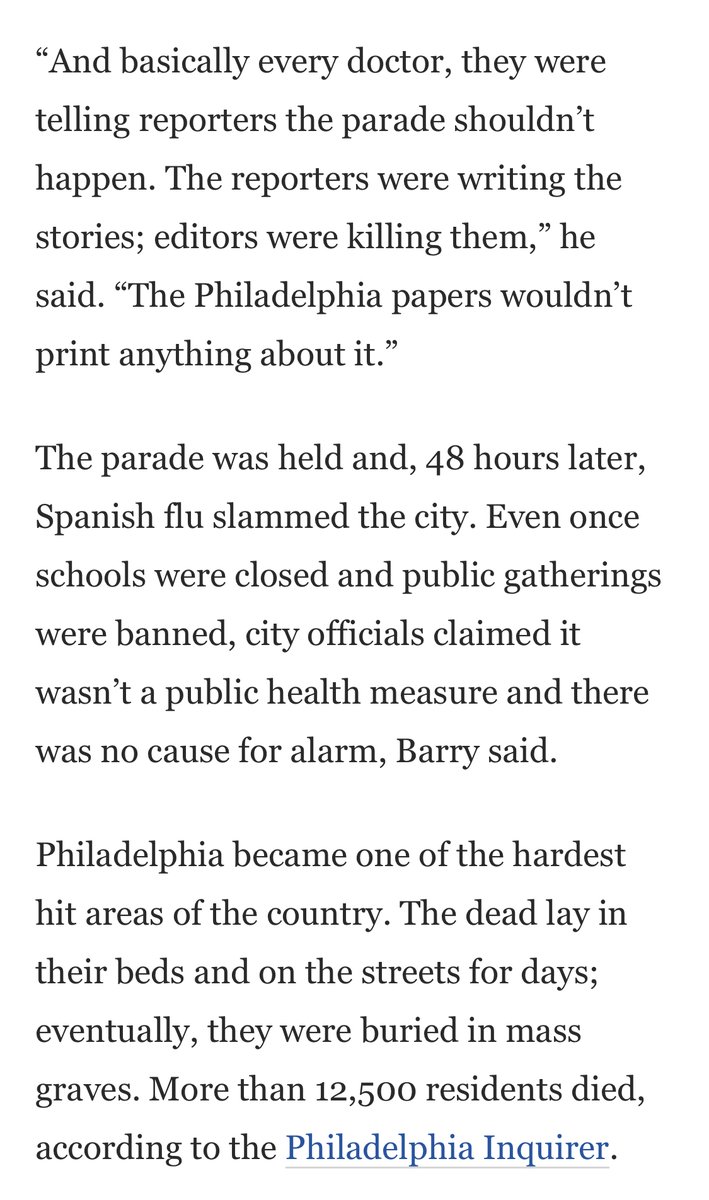 “And basically every doctor, they were
telling reporters the parade shouldn’t
happen. The reporters were writing the
stories; editors were killing them,” he
said. “The Philadelphia papers wouldn’t
print anything about it.”
The parade was held and, 48 hours later,
Spanish flu slammed the city. Even once
schools were closed and public gatherings
were banned, city officials claimed it
wasn’t a public health measure and there
was no cause for alarm, Barry said.
Philadelphia became one of the hardest
hit areas of the country. The dead lay in
their beds and on the streets for days;
eventually, they were buried in mass
graves. More than 12,500 residents died,
according to the Philadelphia Inquirer.